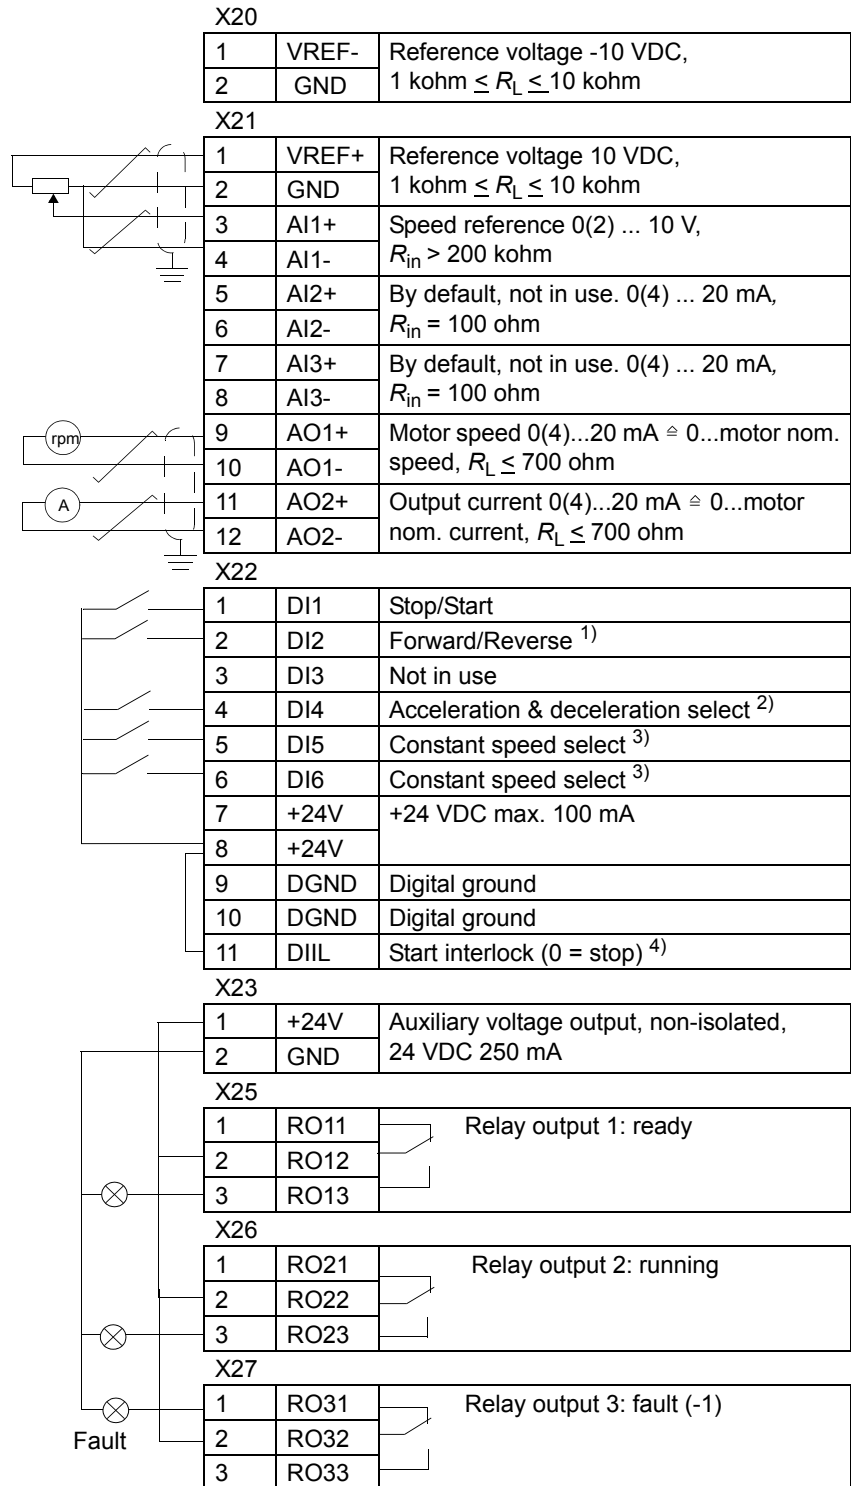 X20
1 VREF- Reference voltage -10 VDC,
2 GND 1 kohm ≤ RL ≤ 10 kohm
X21
1 VREF+ Reference voltage 10 VDC,
2 GND 1 kohm ≤ RL ≤ 10 kohm
3 AI1+ Speed reference 0(2) ... 10 V,
4 AI1- Rin > 200 kohm
5 AI2+ By default, not in use. 0(4) ... 20 mA,
6 AI2- Rin = 100 ohm
7 AI3+ By default, not in use. 0(4) ... 20 mA,
8 AI3- Rin = 100 ohm
rpm 9 AO1+ Motor speed 0(4)...20 mA ≙ 0...motor nom.
10 AO1- speed, RL ≤ 700 ohm
A 11 AO2+ Output current 0(4)...20 mA ≙ 0...motor
12 AO2- nom. current, RL ≤ 700 ohm
X22
1 DI1 Stop/Start
2 DI2 Forward/Reverse 1)
3 DI3 Not in use
4 DI4 Acceleration & deceleration select 2)
5 DI5 Constant speed select 3)
6 DI6 Constant speed select 3)
7 +24V +24 VDC max. 100 mA
8 +24V
9 DGND Digital ground
10 DGND Digital ground
11 DIIL Start interlock (0 = stop) 4)
X23
1 +24V Auxiliary voltage output, non-isolated,
2 GND 24 VDC 250 mA
X25
1 RO11 Relay output 1: ready
2 RO12
3 RO13
X26
1 RO21 Relay output 2: running
2 RO22
3 RO23
X27
1 RO31 Relay output 3: fault (-1)
Fault 2 RO32
3 RO33